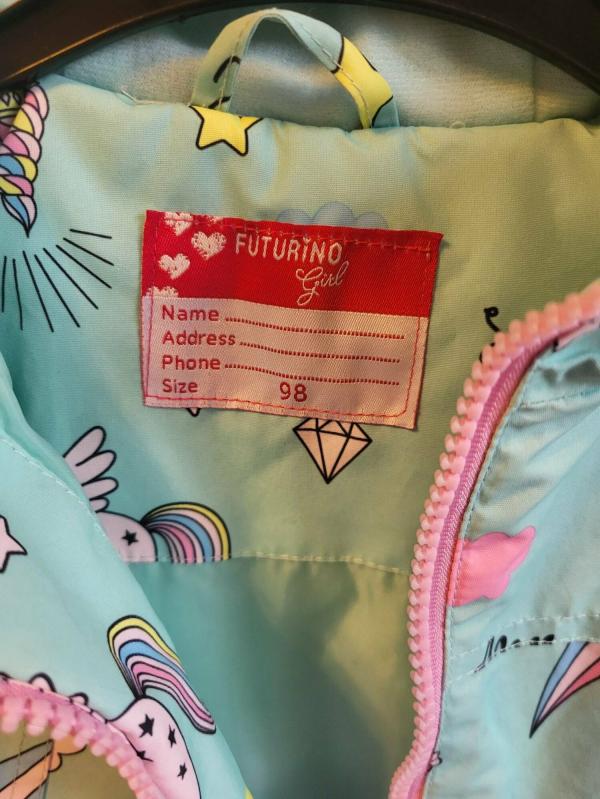 FUTURiNO
Girl
Name ..............................
Address ..............................
Phone ..............................
Size 98